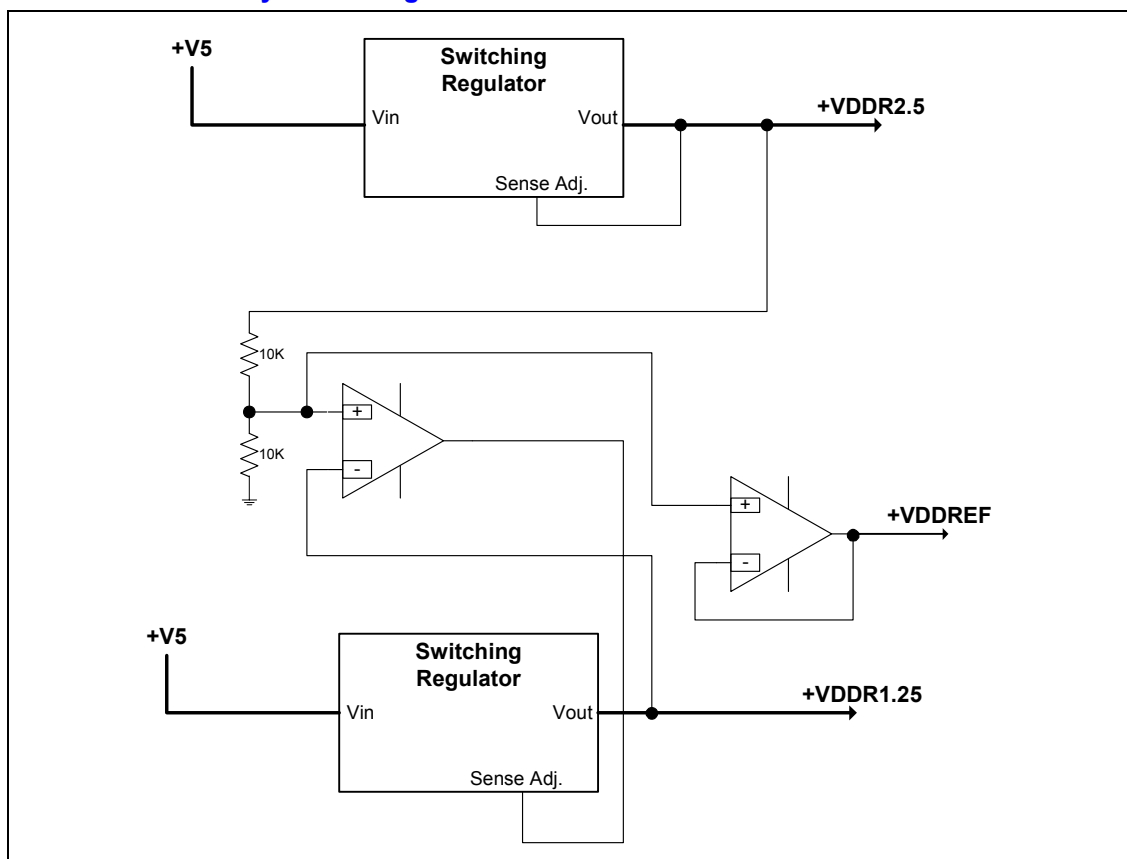 +V5
Switching
Regulator
Vin
Vout
+VDDR2.5
Sense Adj.
10K
+
10K
-
+
+VDDREF
-
+V5
Switching
Regulator
+VDDR1.25
Vin
Vout
Sense Adj.